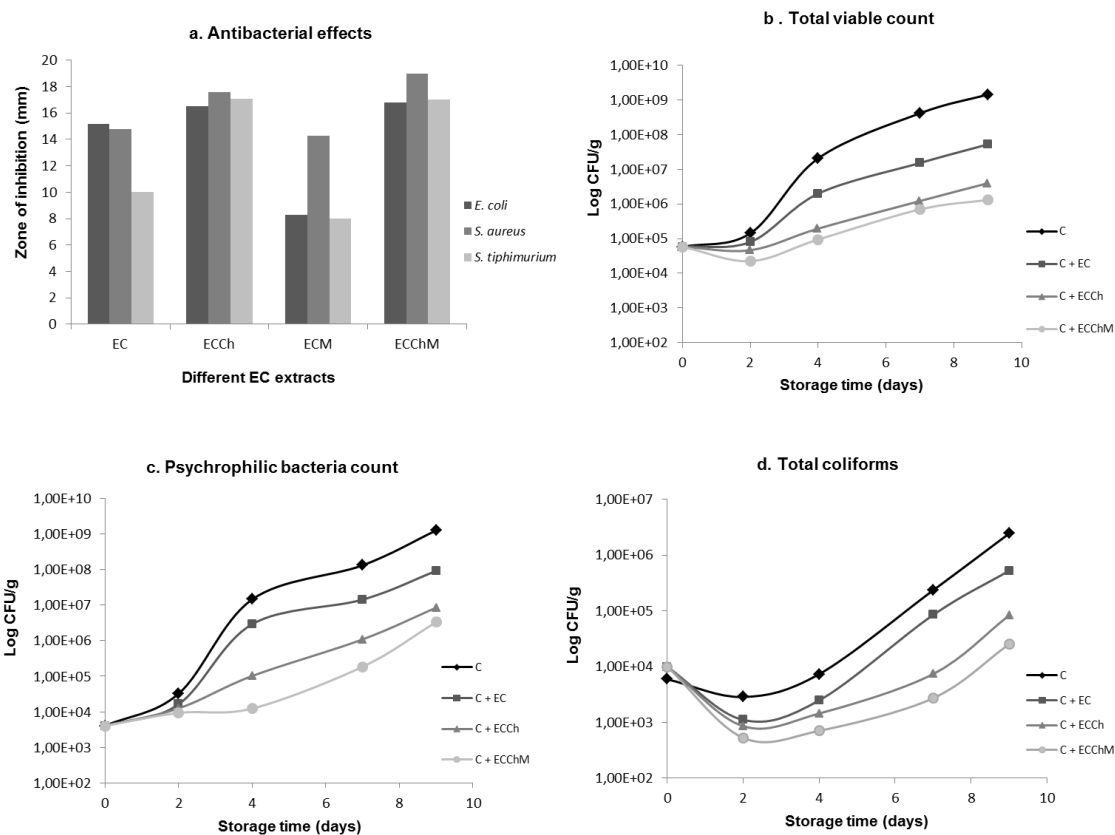 a. Antibacterial effects
Zone of inhibition (mm)
20
18
16
14
12
10
8
6
4
2
0
EC
ECCh
ECM
ECChM
Different EC extracts
E. coli
S. aureus
S. tiphimurium
b . Total viable count
Log CFU/g
1,00E+10
1,00E+09
1,00E+08
1,00E+07
1,00E+06
1,00E+05
1,00E+04
1,00E+03
1,00E+02
0
2
4
6
8
10
Storage time (days)
C
C + EC
C + ECCh
C + ECChM
c. Psychrophilic bacteria count
Log CFU/g
1,00E+10
1,00E+09
1,00E+08
1,00E+07
1,00E+06
1,00E+05
1,00E+04
1,00E+03
1,00E+02
0
2
4
6
8
10
Storage time (days)
C
C + EC
C + ECCh
C + ECChM
d. Total coliforms
Log CFU/g
1,00E+07
1,00E+06
1,00E+05
1,00E+04
1,00E+03
1,00E+02
0
2
4
6
8
10
Storage time (days)
C
C + EC
C + ECCh
C + ECChM